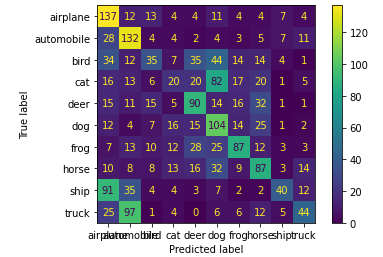 airplane 137 12 13 4 4 11 4 4 7 4
automobile 28 132 4 4 2 4 3 5 7 11
bird 34 12 35 7 35 44 14 14 1 4
cat 16 13 6 20 20 82 17 20 1 5
deer 15 11 15 5 90 14 16 32 1 1
dog 12 4 7 16 15 104 14 25 1 2
frog 7 13 10 12 28 25 87 12 3 3
horse 10 8 8 13 16 32 9 87 3 14
ship 91 35 4 4 3 7 2 2 40 12
truck 25 97 1 4 0 6 6 12 5 44
airplane automobile bird cat deer dog frog horse ship truck
Predicted label
True label
120
100
80
60
40
20
0